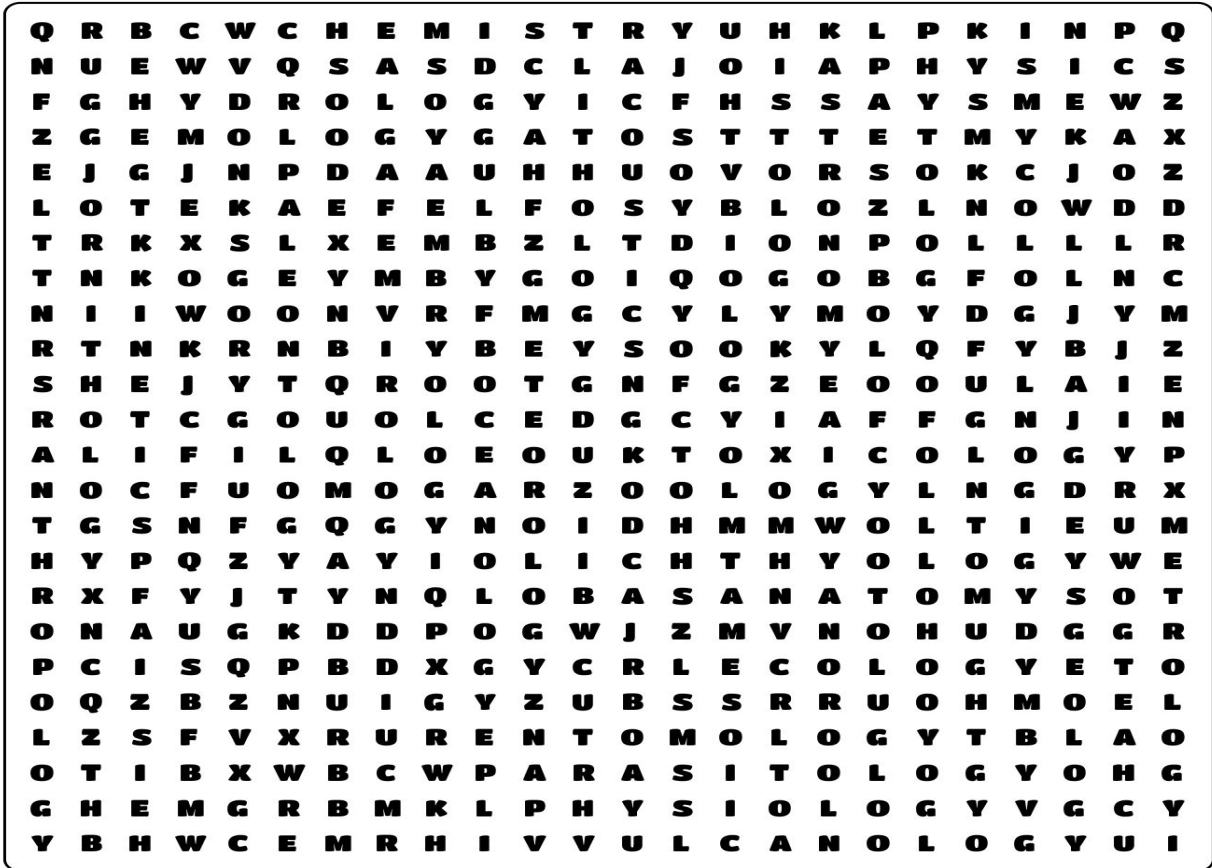 Q R B C W C H E M I S T R Y U H K L P K I N P Q
N U E W V Q S A S D C L A J O I A P H Y S I C S
F G H Y D R O L O G Y I C F H S S A Y S M E W Z
Z G E M O L O G Y G A T O S T T T E T M Y K A X
E J G J N P D A A U H H U O V O R S O K C J O Z
L O T E K A E F E L F O S Y B L O Z L N O W D D
T R K X S L X E M B Z L T D I O N P O L L L L R
T N K O G E Y M B Y G O I Q O G O B G F O L N C
N I I W O O N V R F M G C Y L Y M O Y D G J Y M
R T N K R N B I Y B E Y S O O K Y L Q F Y B J Z
S H E J Y T Q R O O T G N F G Z E O O U L A I E
R O T C G O U O L C E D G C Y I A F F G N J I N
A L I F I L Q L O E O U K T O X I C O L O G Y P
N O C F U O M O G A R Z O O L O G Y L N G D R X
T G S N F G Q G Y N O I D H M M W O L T I E U M
H Y P Q Z Y A Y I O L I C H T H Y O L O G Y W E
R X F Y J T Y N Q L O B A S A N A T O M Y S O T
O N A U G K D D P O G W J Z M V N O H U D G G R
P C I S Q P B D X G Y C R L E C O L O G Y E T O
O Q Z B Z N U I G Y Z U B S S R R U O H M O E L
L Z S F V X R U R E N T O M O L O G Y T B L A O
O T I B X W B C W P A R A S I T O L O G Y O H G
G H E M G R B M K L P H Y S I O L O G Y V G C Y
Y B H W C E M R H I V V U L C A N O L O G Y U I